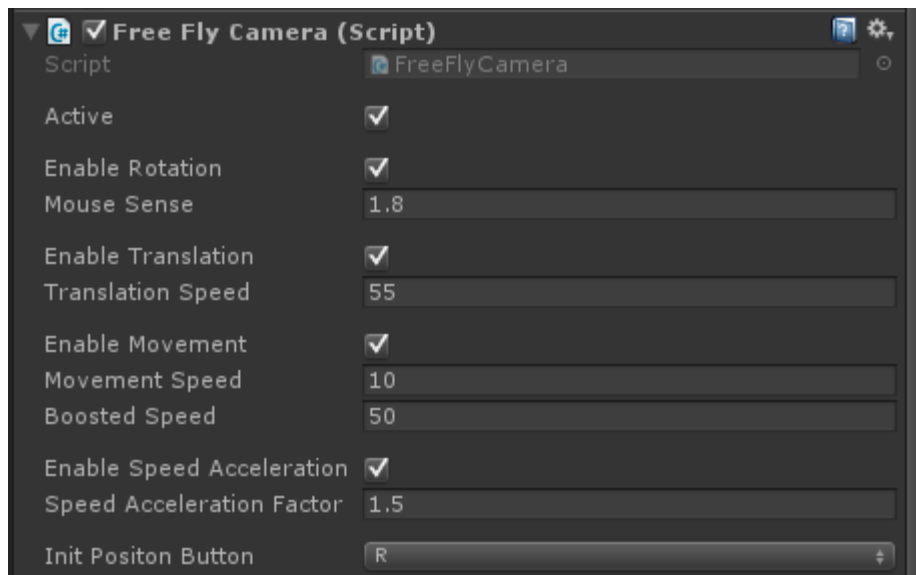 Free Fly Camera (Script)
Script FreeFlyCamera
Active
Enable Rotation
Mouse Sense 1.8
Enable Translation
Translation Speed 55
Enable Movement
Movement Speed 10
Boosted Speed 50
Enable Speed Acceleration
Speed Acceleration Factor 1.5
Init Positon Button R